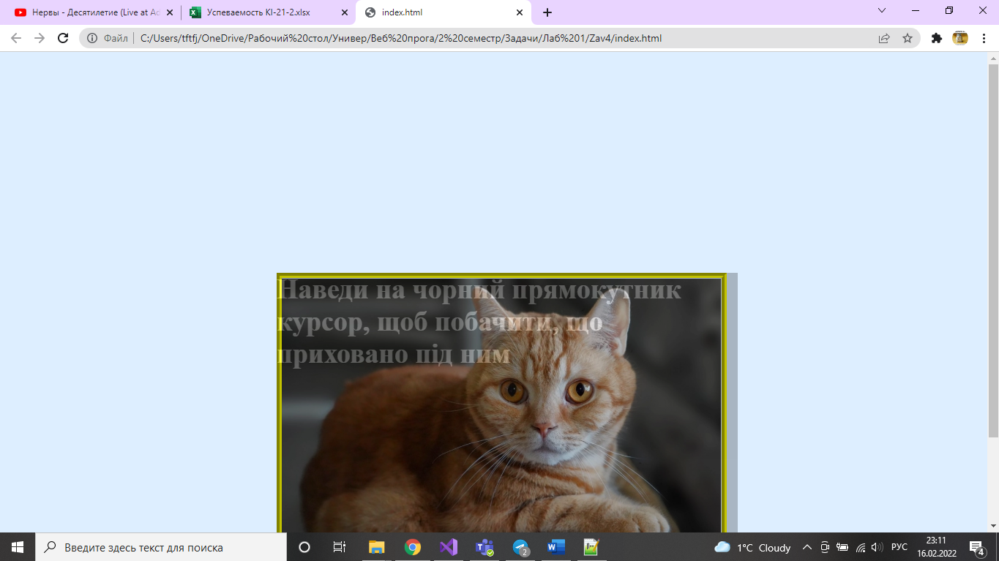 Нервы - Десятилетие (Live at Ad
Успеваемость KI-21-2.xlsx
index.html
Файл
C:/Users/tftfj/OneDrive/Рабочий%20стол/Универ/Веб%20прога/2%20семестр/Задачи/Лаб%201/Zav4/index.html
Наведи на чорний прямокутник
курсор, щоб побачити, що
приховано під ним
Введите здесь текст для поиска
2
1°C Cloudy
РУС
23:11
16.02.2022
4